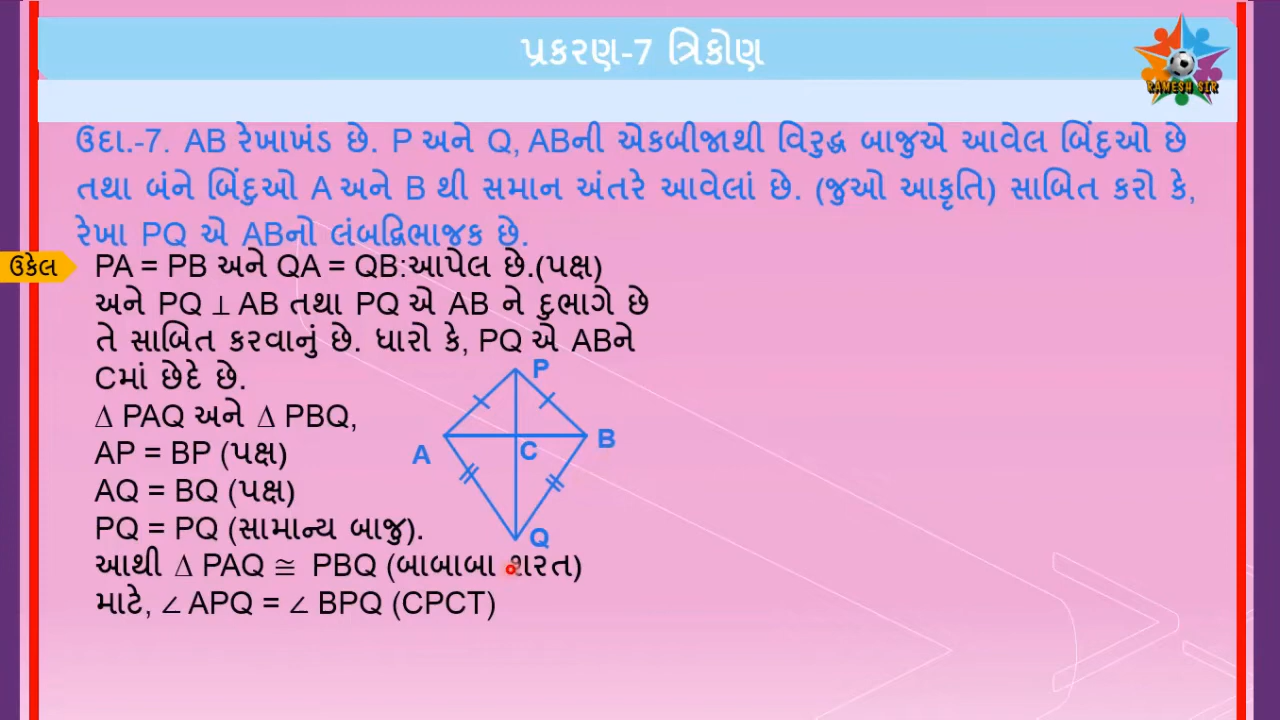 પ્રકરણ-7 ત્રિકોણ
RAMESH SIR
ઉદા.-7. AB રેખાખંડ છે. P અને Q, ABની એકબીજાથી વિરુદ્ધ બાજુએ આવેલ બિંદુઓ છે
તથા બંને બિંદુઓ A અને B થી સમાન અંતરે આવેલાં છે. (જુઓ આકૃતિ) સાબિત કરો કે,
રેખા PQ એ ABનો લંબદ્વિભાજક છે.
ઉકેલ
PA = PB અને QA = QB:આપેલ છે.(પક્ષ)
અને PQ ⊥ AB તથા PQ એ AB ને દુભાગે છે
તે સાબિત કરવાનું છે. ધારો કે, PQ એ ABને
Cમાં છેદે છે.
∆ PAQ અને ∆ PBQ,
AP = BP (પક્ષ)
AQ = BQ (પક્ષ)
PQ = PQ (સામાન્ય બાજુ).
આથી ∆ PAQ ≅ PBQ (બાબાબા શરત)
માટે, ∠ APQ = ∠ BPQ (CPCT)
P
A
C
B
Q